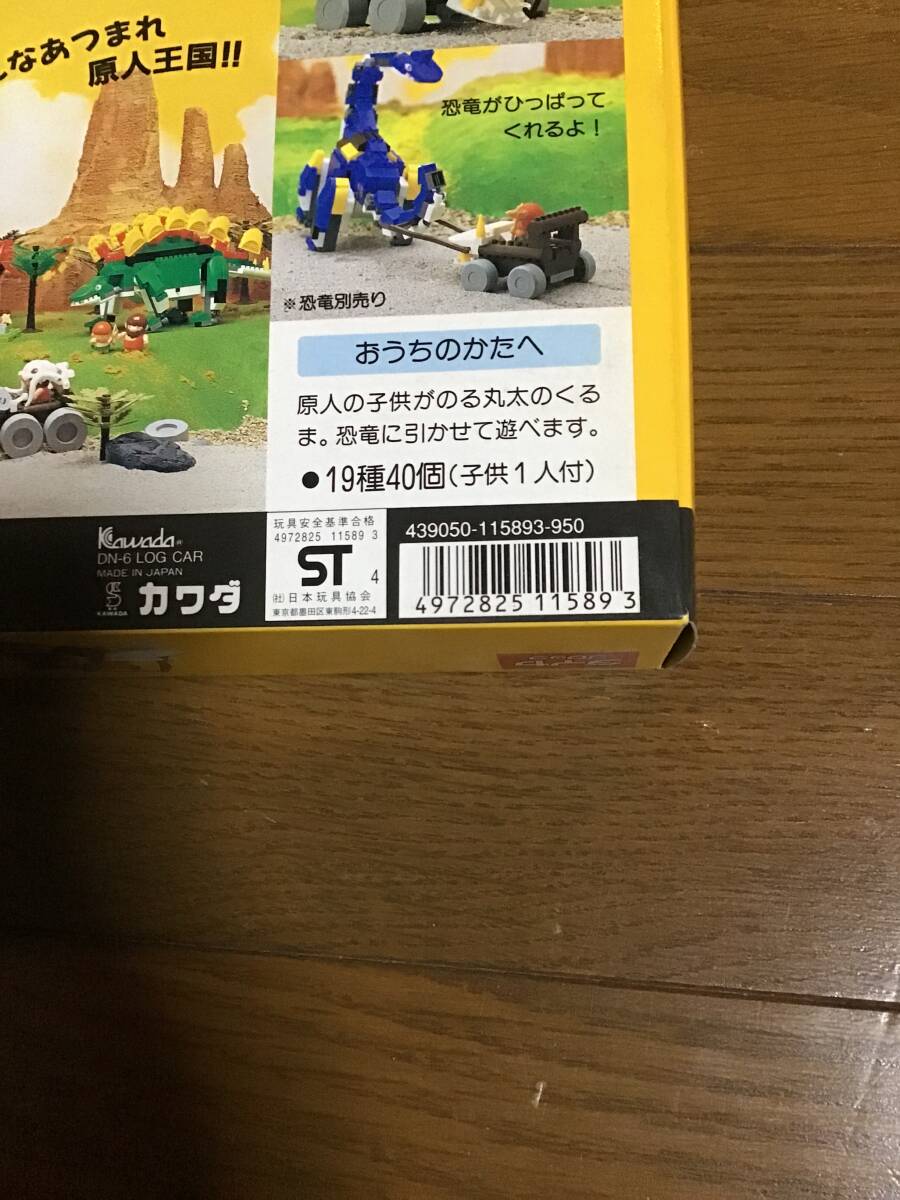 なあつまれ
原人王国!!
恐竜がひっぱって
くれるよ！
※恐竜別売り
おうちのかたへ
原人の子供がのる丸太のくる
ま。恐竜に引かせて遊べます。
●19種40個(子供1人付)
Kawada®
DN-6 LOG CAR
MADE IN JAPAN
KAWADA
カワダ
玩具安全基準合格
4972825 11589 3
ST 4
(社)日本玩具協会
東京都墨田区東駒形4-22-4
439050-115893-950
4972825 115893
ダイヤ